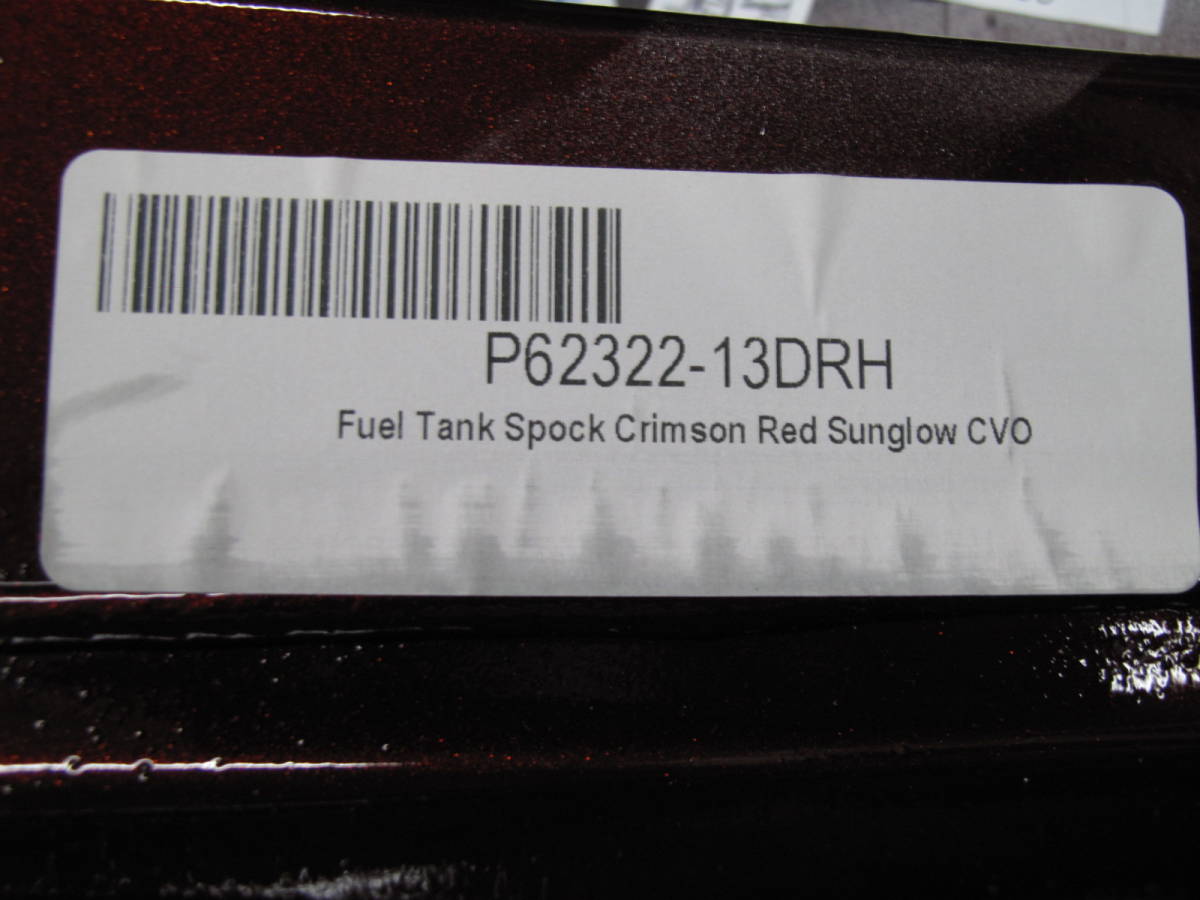 P62322-13DRH
Fuel Tank Spock Crimson Red Sunglow CVO